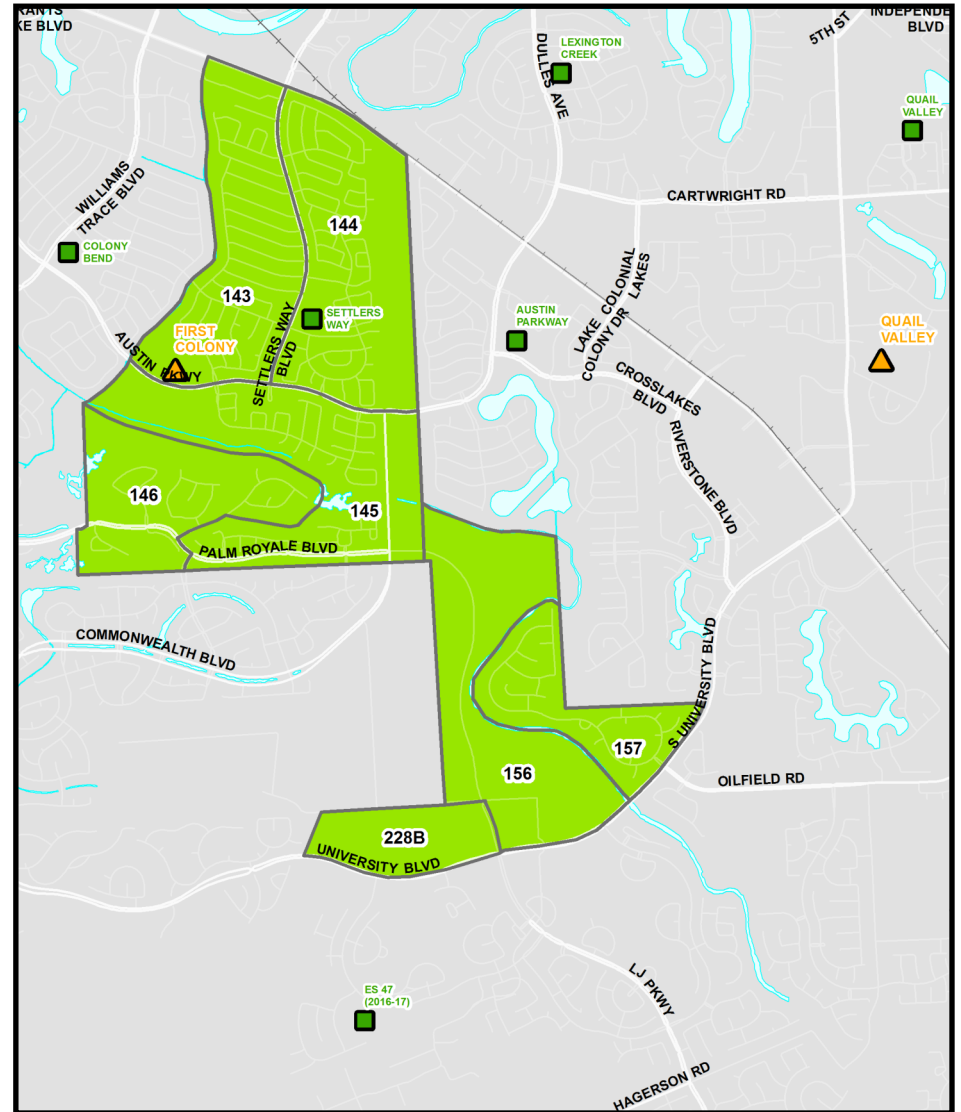 RANTS
KE BLVD
DULLES AVE
LEXINGTON
CREEK
5TH ST
INDEPENDE
BLVD
QUAIL
VALLEY
WILLIAMS
TRACE BLVD
CARTWRIGHT RD
144
COLONY
BEND
143
SETTLERS
WAY
SETTLERS WAY
BLVD
AUSTIN
PARKWAY
LAKE COLONIAL
COLONY DR LAKES
FIRST
COLONY
AUSTIN PKWY
QUAIL
VALLEY
CROSSLAKES
BLVD
RIVERSTONE BLVD
146
145
PALM ROYALE BLVD
COMMONWEALTH BLVD
S UNIVERSITY BLVD
157
156
OILFIELD RD
228B
UNIVERSITY BLVD
LJ PKWY
ES 47
(2016-17)
HAGERSON RD